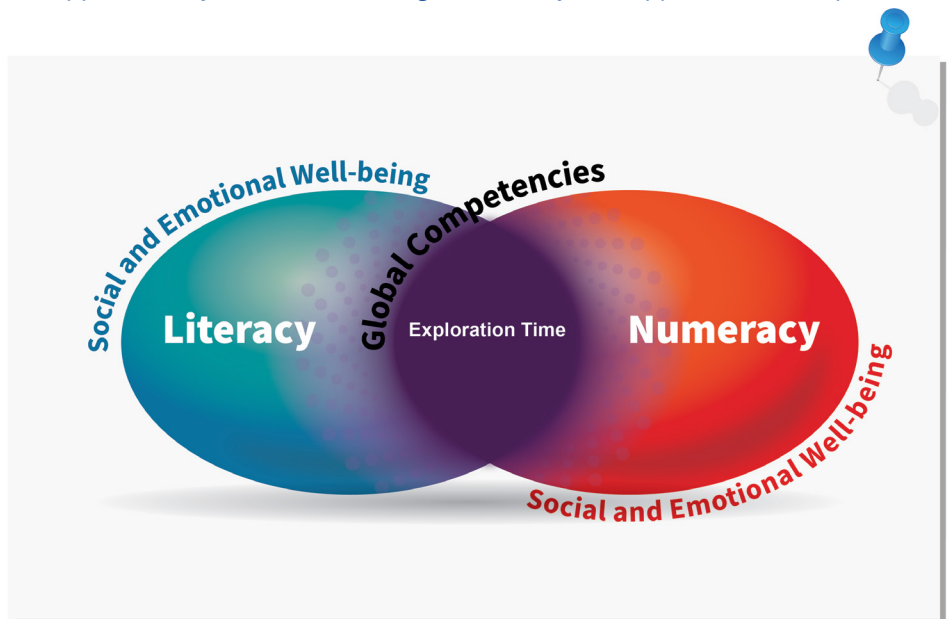 Social and Emotional Well-being
Global Competencies
Literacy
Exploration Time
Numeracy
Social and Emotional Well-being